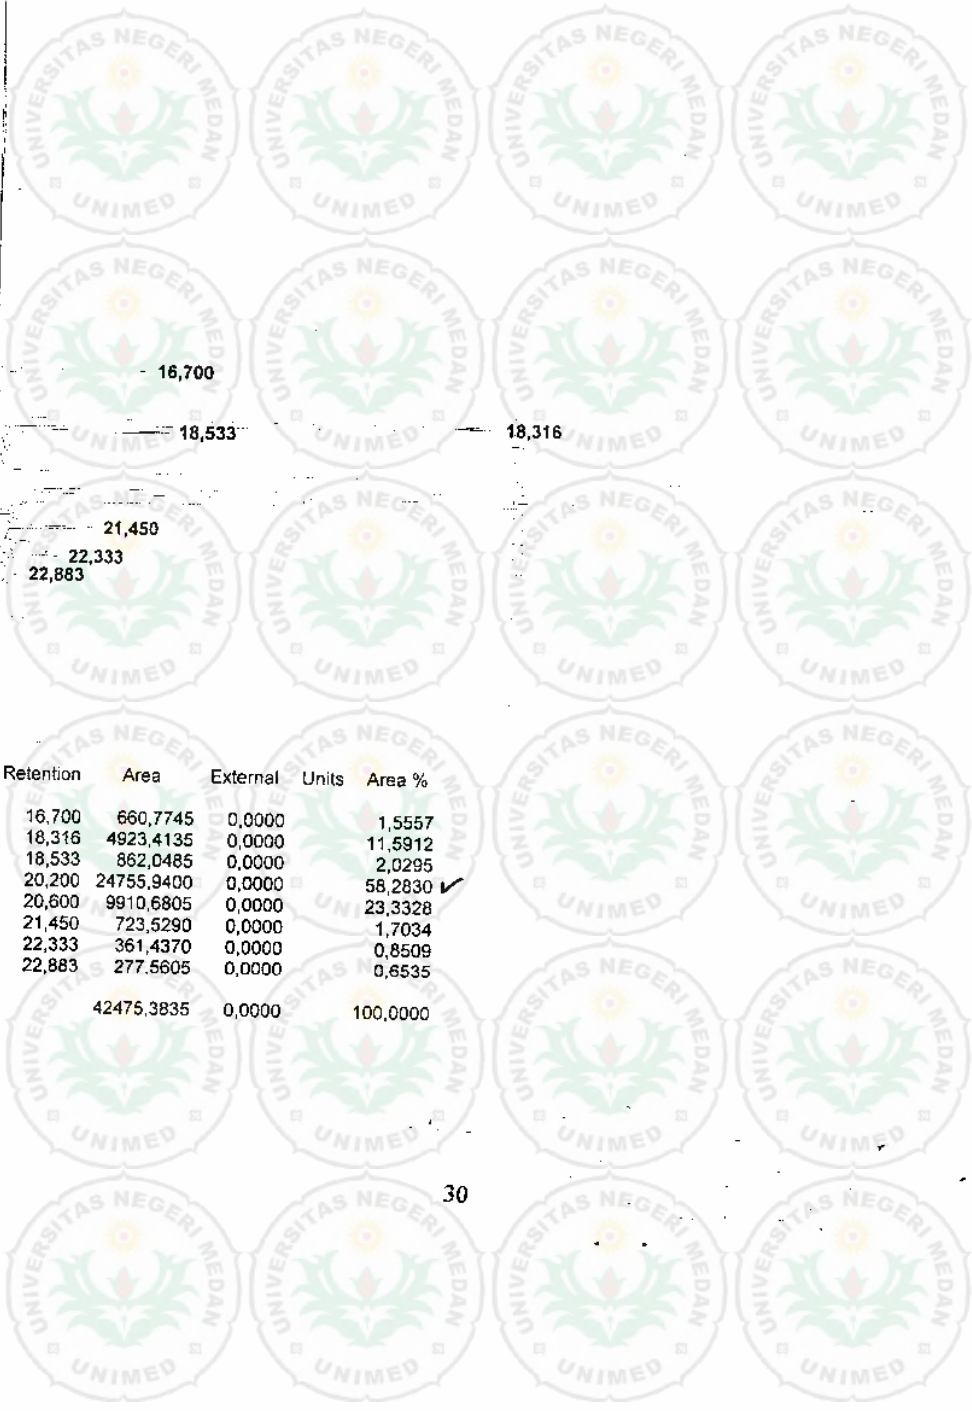 16,700
18,533 18,316
21,450
22,333
22,883
Retention Area External Units Area %
16,700 660,7745 0,0000 1,5557
18,316 4923,4135 0,0000 11,5912
18,533 862,0485 0,0000 2,0295
20,200 24755,9400 0,0000 58,2830 ✓
20,600 9910,6805 0,0000 23,3328
21,450 723,5290 0,0000 1,7034
22,333 361,4370 0,0000 0,8509
22,883 277.5605 0,0000 0,6535
42475,3835 0,0000 100,0000
30
UNIVERSITAS NEGERI MEDAN
UNIMED